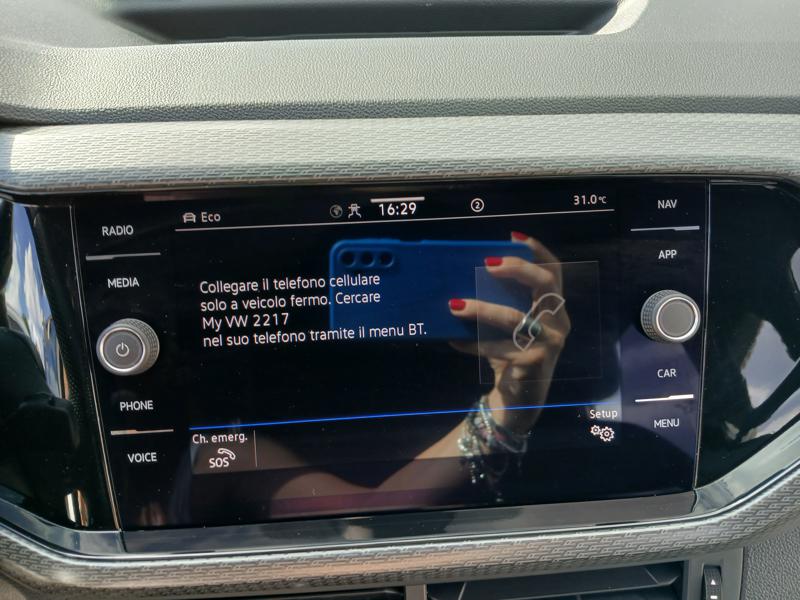 Eco
16:29
2
31.0°C
RADIO
MEDIA
PHONE
VOICE
NAV
APP
CAR
MENU
Collegare il telefono cellulare
solo a veicolo fermo. Cercare
My VW 2217
nel suo telefono tramite il menu BT.
Ch. emerg.
SOS
Setup